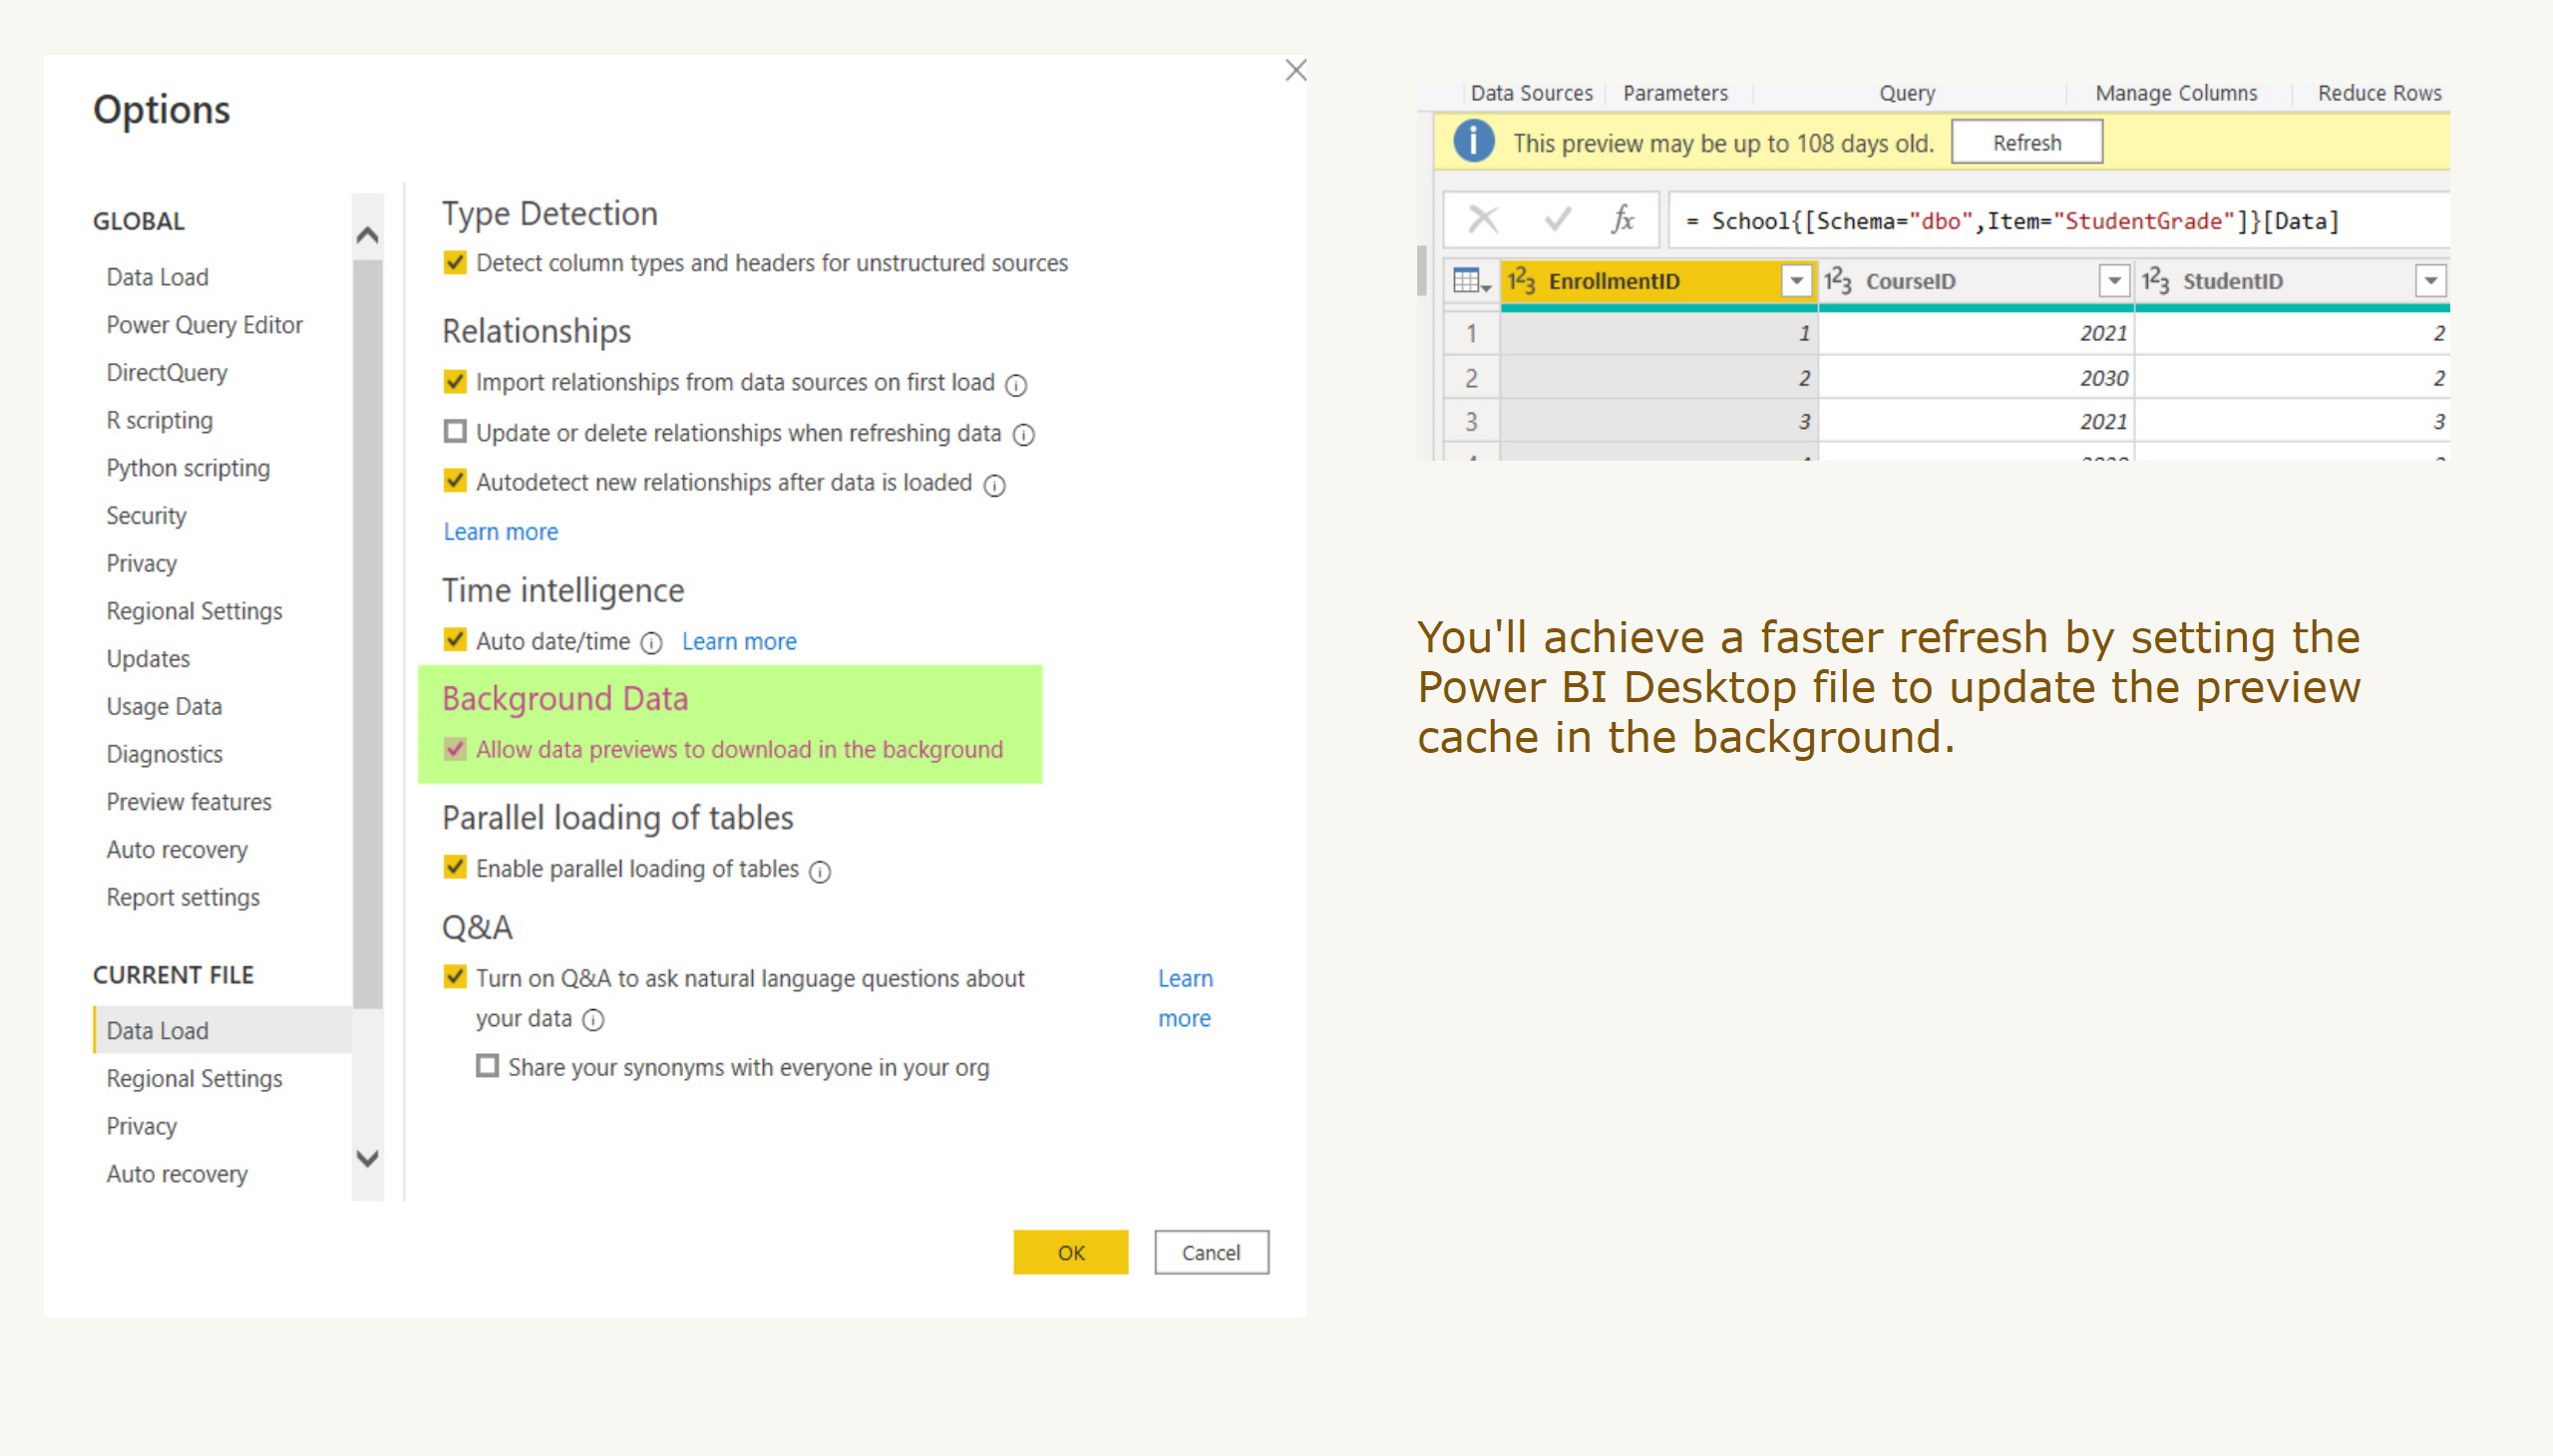 Options
GLOBAL
Data Load
Power Query Editor
DirectQuery
R scripting
Python scripting
Security
Privacy
Regional Settings
Updates
Usage Data
Diagnostics
Preview features
Auto recovery
Report settings
CURRENT FILE
Data Load
Regional Settings
Privacy
Auto recovery
Type Detection
Detect column types and headers for unstructured sources
Relationships
Import relationships from data sources on first load
Update or delete relationships when refreshing data
Autodetect new relationships after data is loaded
Learn more
Time intelligence
Auto date/time Learn more
Background Data
Allow data previews to download in the background
Parallel loading of tables
Enable parallel loading of tables
Q&A
Turn on Q&A to ask natural language questions about
your data
Learn
more
Share your synonyms with everyone in your org
OK Cancel
Data Sources Parameters Query Manage Columns Reduce Rows
This preview may be up to 108 days old. Refresh
fx = School{[Schema="dbo",Item="StudentGrade"]}[Data]
123 EnrollmentID 123 CourseID 123 StudentID
1 1 2021 2
2 2 2030 2
3 3 2021 3
You'll achieve a faster refresh by setting the
Power BI Desktop file to update the preview
cache in the background.